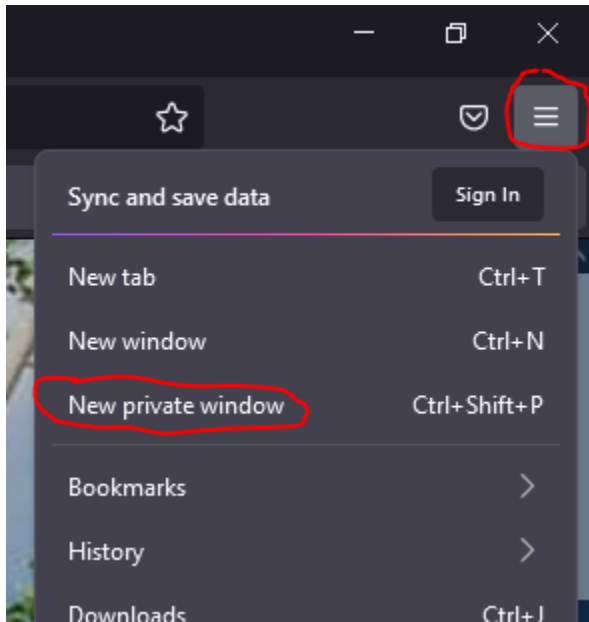 Sync and save data Sign In
New tab Ctrl+T
New window Ctrl+N
New private window Ctrl+Shift+P
Bookmarks
History
Downloads Ctrl+J